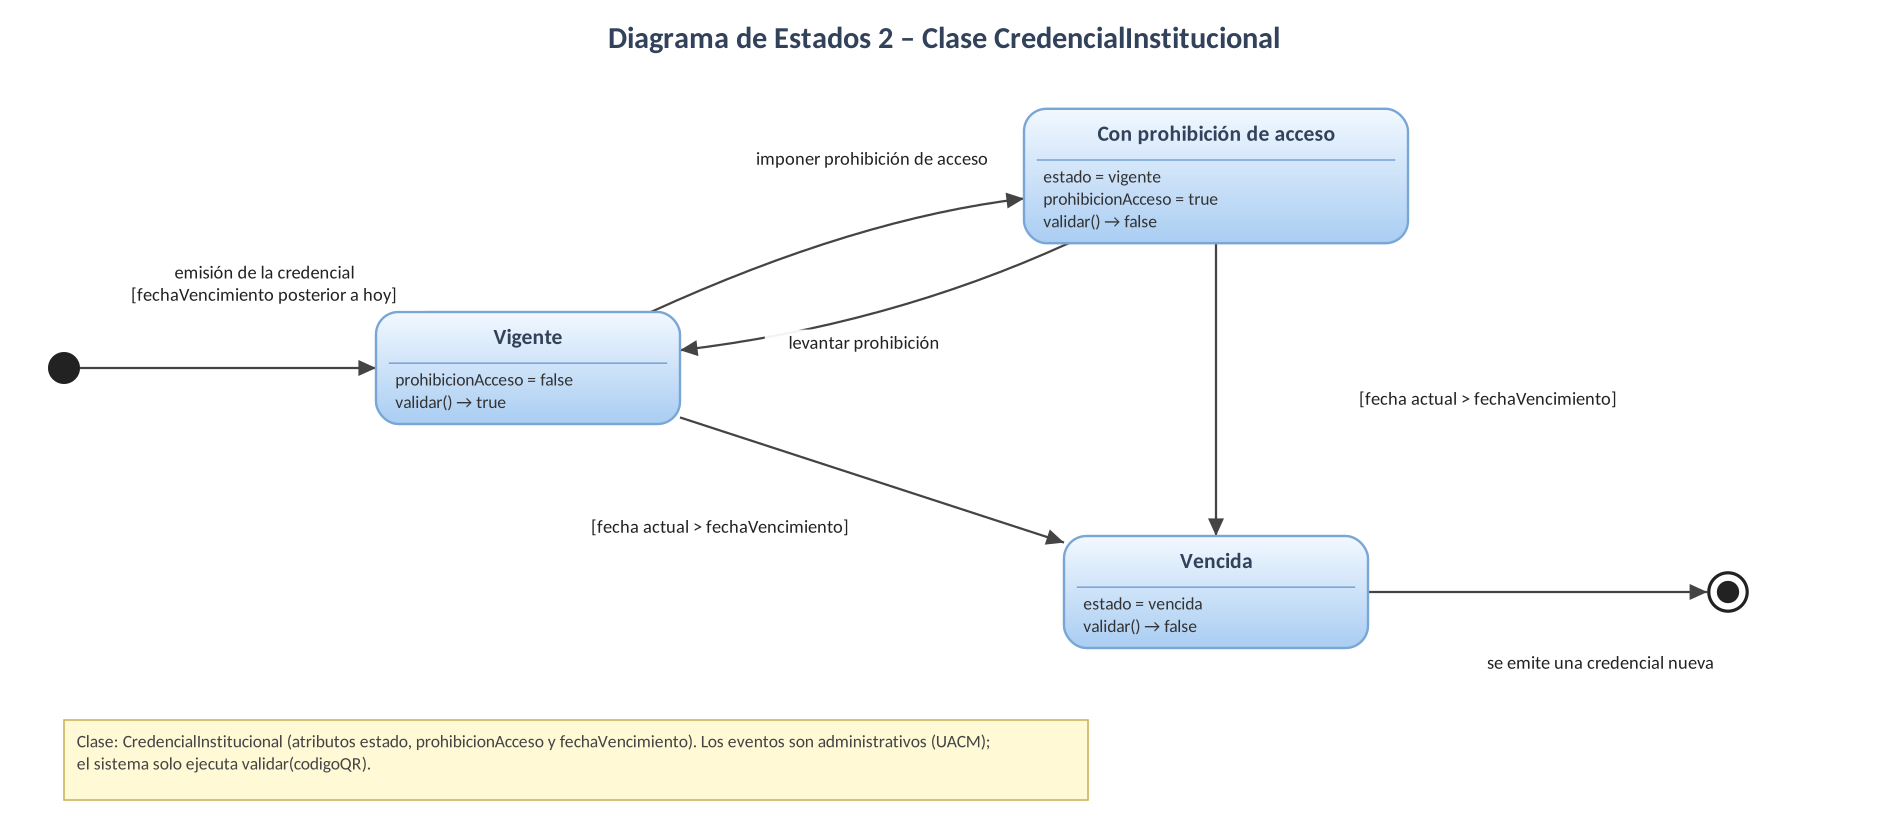 Diagrama de Estados 2 – Clase CredencialInstitucional
Con prohibición de acceso
estado = vigente
prohibicionAcceso = true
validar() → false
imponer prohibición de acceso
emisión de la credencial
[fechaVencimiento posterior a hoy]
Vigente
prohibicionAcceso = false
validar() → true
levantar prohibición
[fecha actual > fechaVencimiento]
[fecha actual > fechaVencimiento]
Vencida
estado = vencida
validar() → false
se emite una credencial nueva
Clase: CredencialInstitucional (atributos estado, prohibicionAcceso y fechaVencimiento). Los eventos son administrativos (UACM);
el sistema solo ejecuta validar(codigoQR).